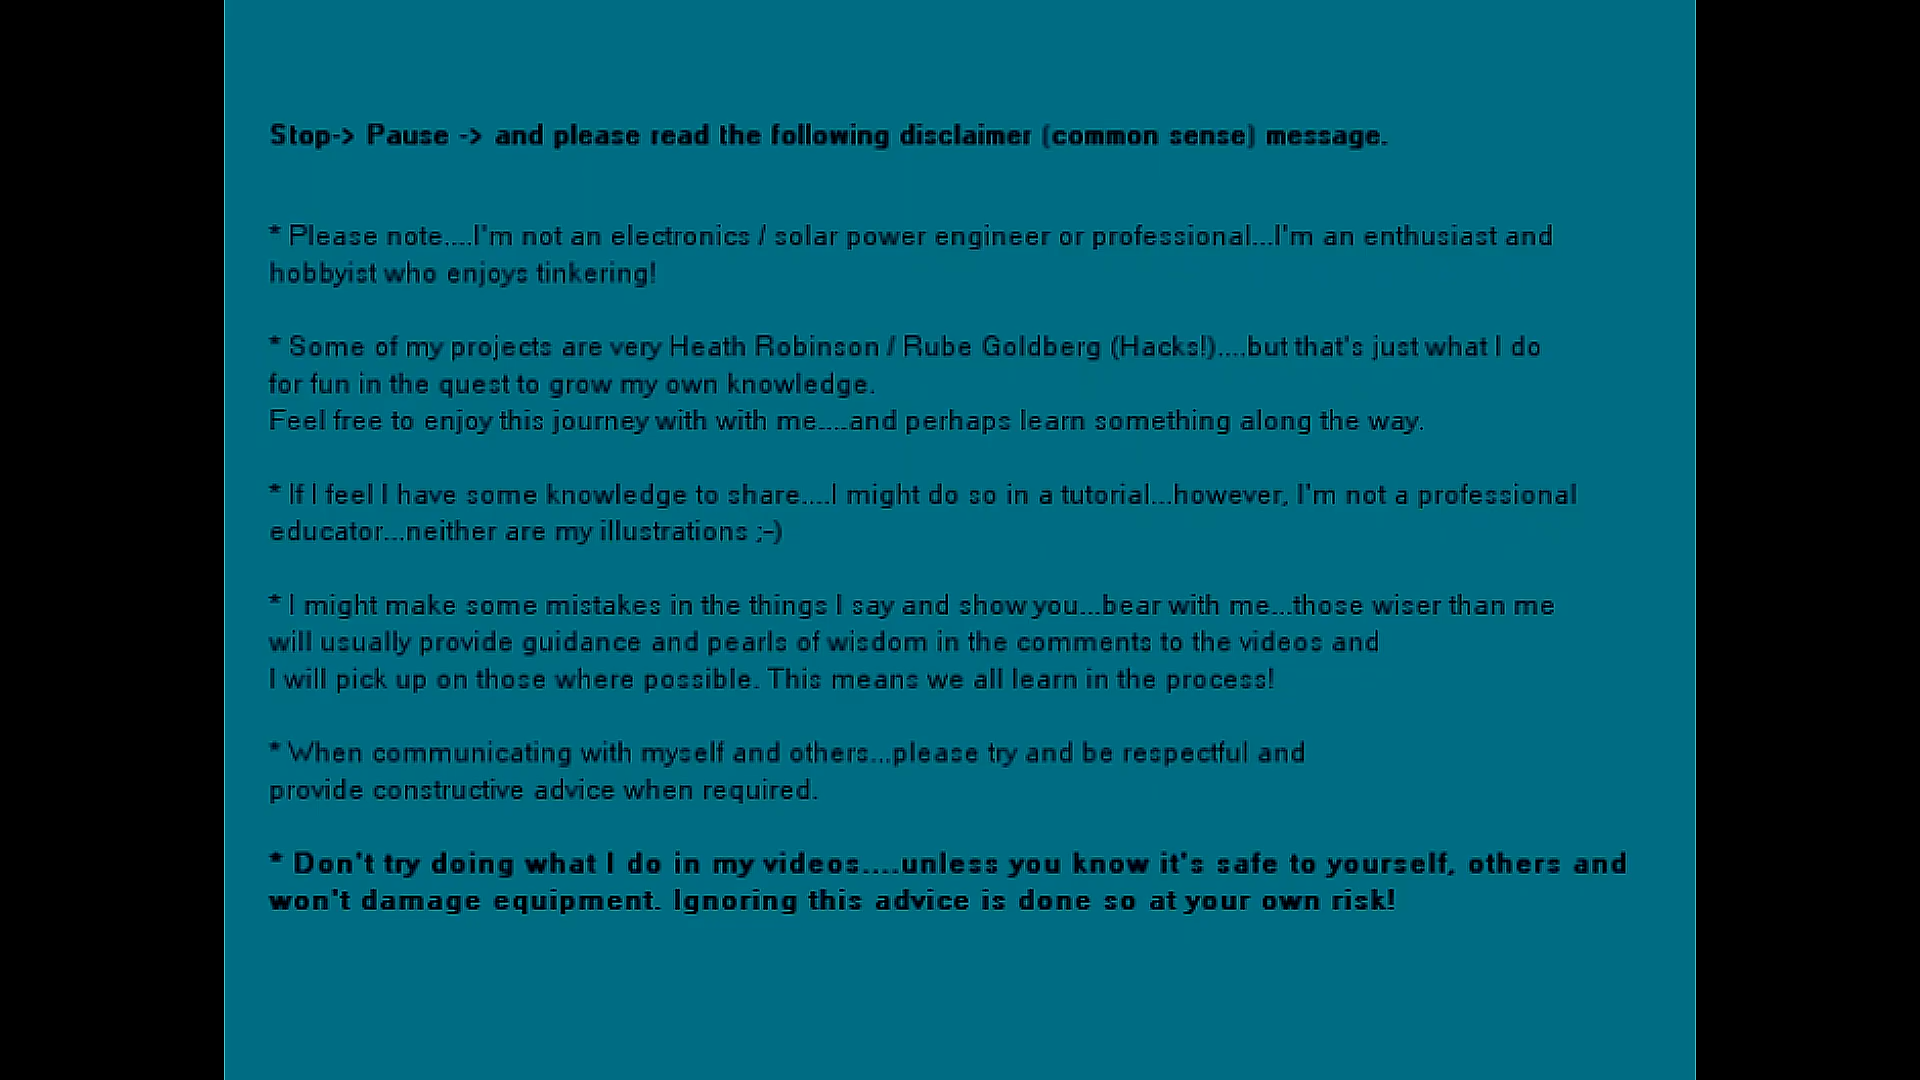 Stop-> Pause -> and please read the following disclaimer (common sense) message.
* Please note....I'm not an electronics / solar power engineer or professional...I'm an enthusiast and
hobbyist who enjoys tinkering!
* Some of my projects are very Heath Robinson / Rube Goldberg (Hacks!)....but that's just what I do
for fun in the quest to grow my own knowledge.
Feel free to enjoy this journey with with me....and perhaps learn something along the way.
* If I feel I have some knowledge to share....I might do so in a tutorial...however, I'm not a professional
educator...neither are my illustrations ;-)
* I might make some mistakes in the things I say and show you...bear with me...those wiser than me
will usually provide guidance and pearls of wisdom in the comments to the videos and
I will pick up on those where possible. This means we all learn in the process!
* When communicating with myself and others...please try and be respectful and
provide constructive advice when required.
* Don't try doing what I do in my videos....unless you know it's safe to yourself, others and
won't damage equipment. Ignoring this advice is done so at your own risk!